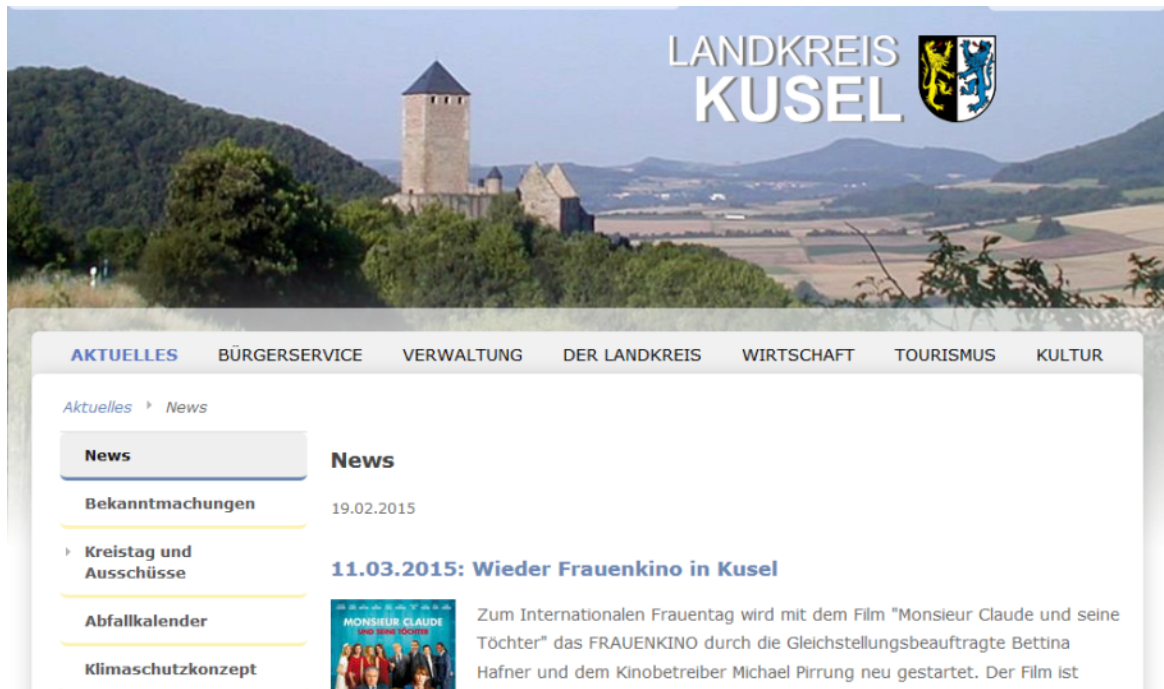 LANDKREIS
KUSEL
AKTUELLES BÜRGERSERVICE VERWALTUNG DER LANDKREIS WIRTSCHAFT TOURISMUS KULTUR
Aktuelles News
News
Bekanntmachungen
Kreistag und
Ausschüsse
Abfallkalender
Klimaschutzkonzept
News
19.02.2015
11.03.2015: Wieder Frauenkino in Kusel
MONSIEUR CLAUDE
UND SEINE TÖCHTER
Zum Internationalen Frauentag wird mit dem Film "Monsieur Claude und seine
Töchter" das FRAUENKINO durch die Gleichstellungsbeauftragte Bettina
Hafner und dem Kinobetreiber Michael Pirrung neu gestartet. Der Film ist